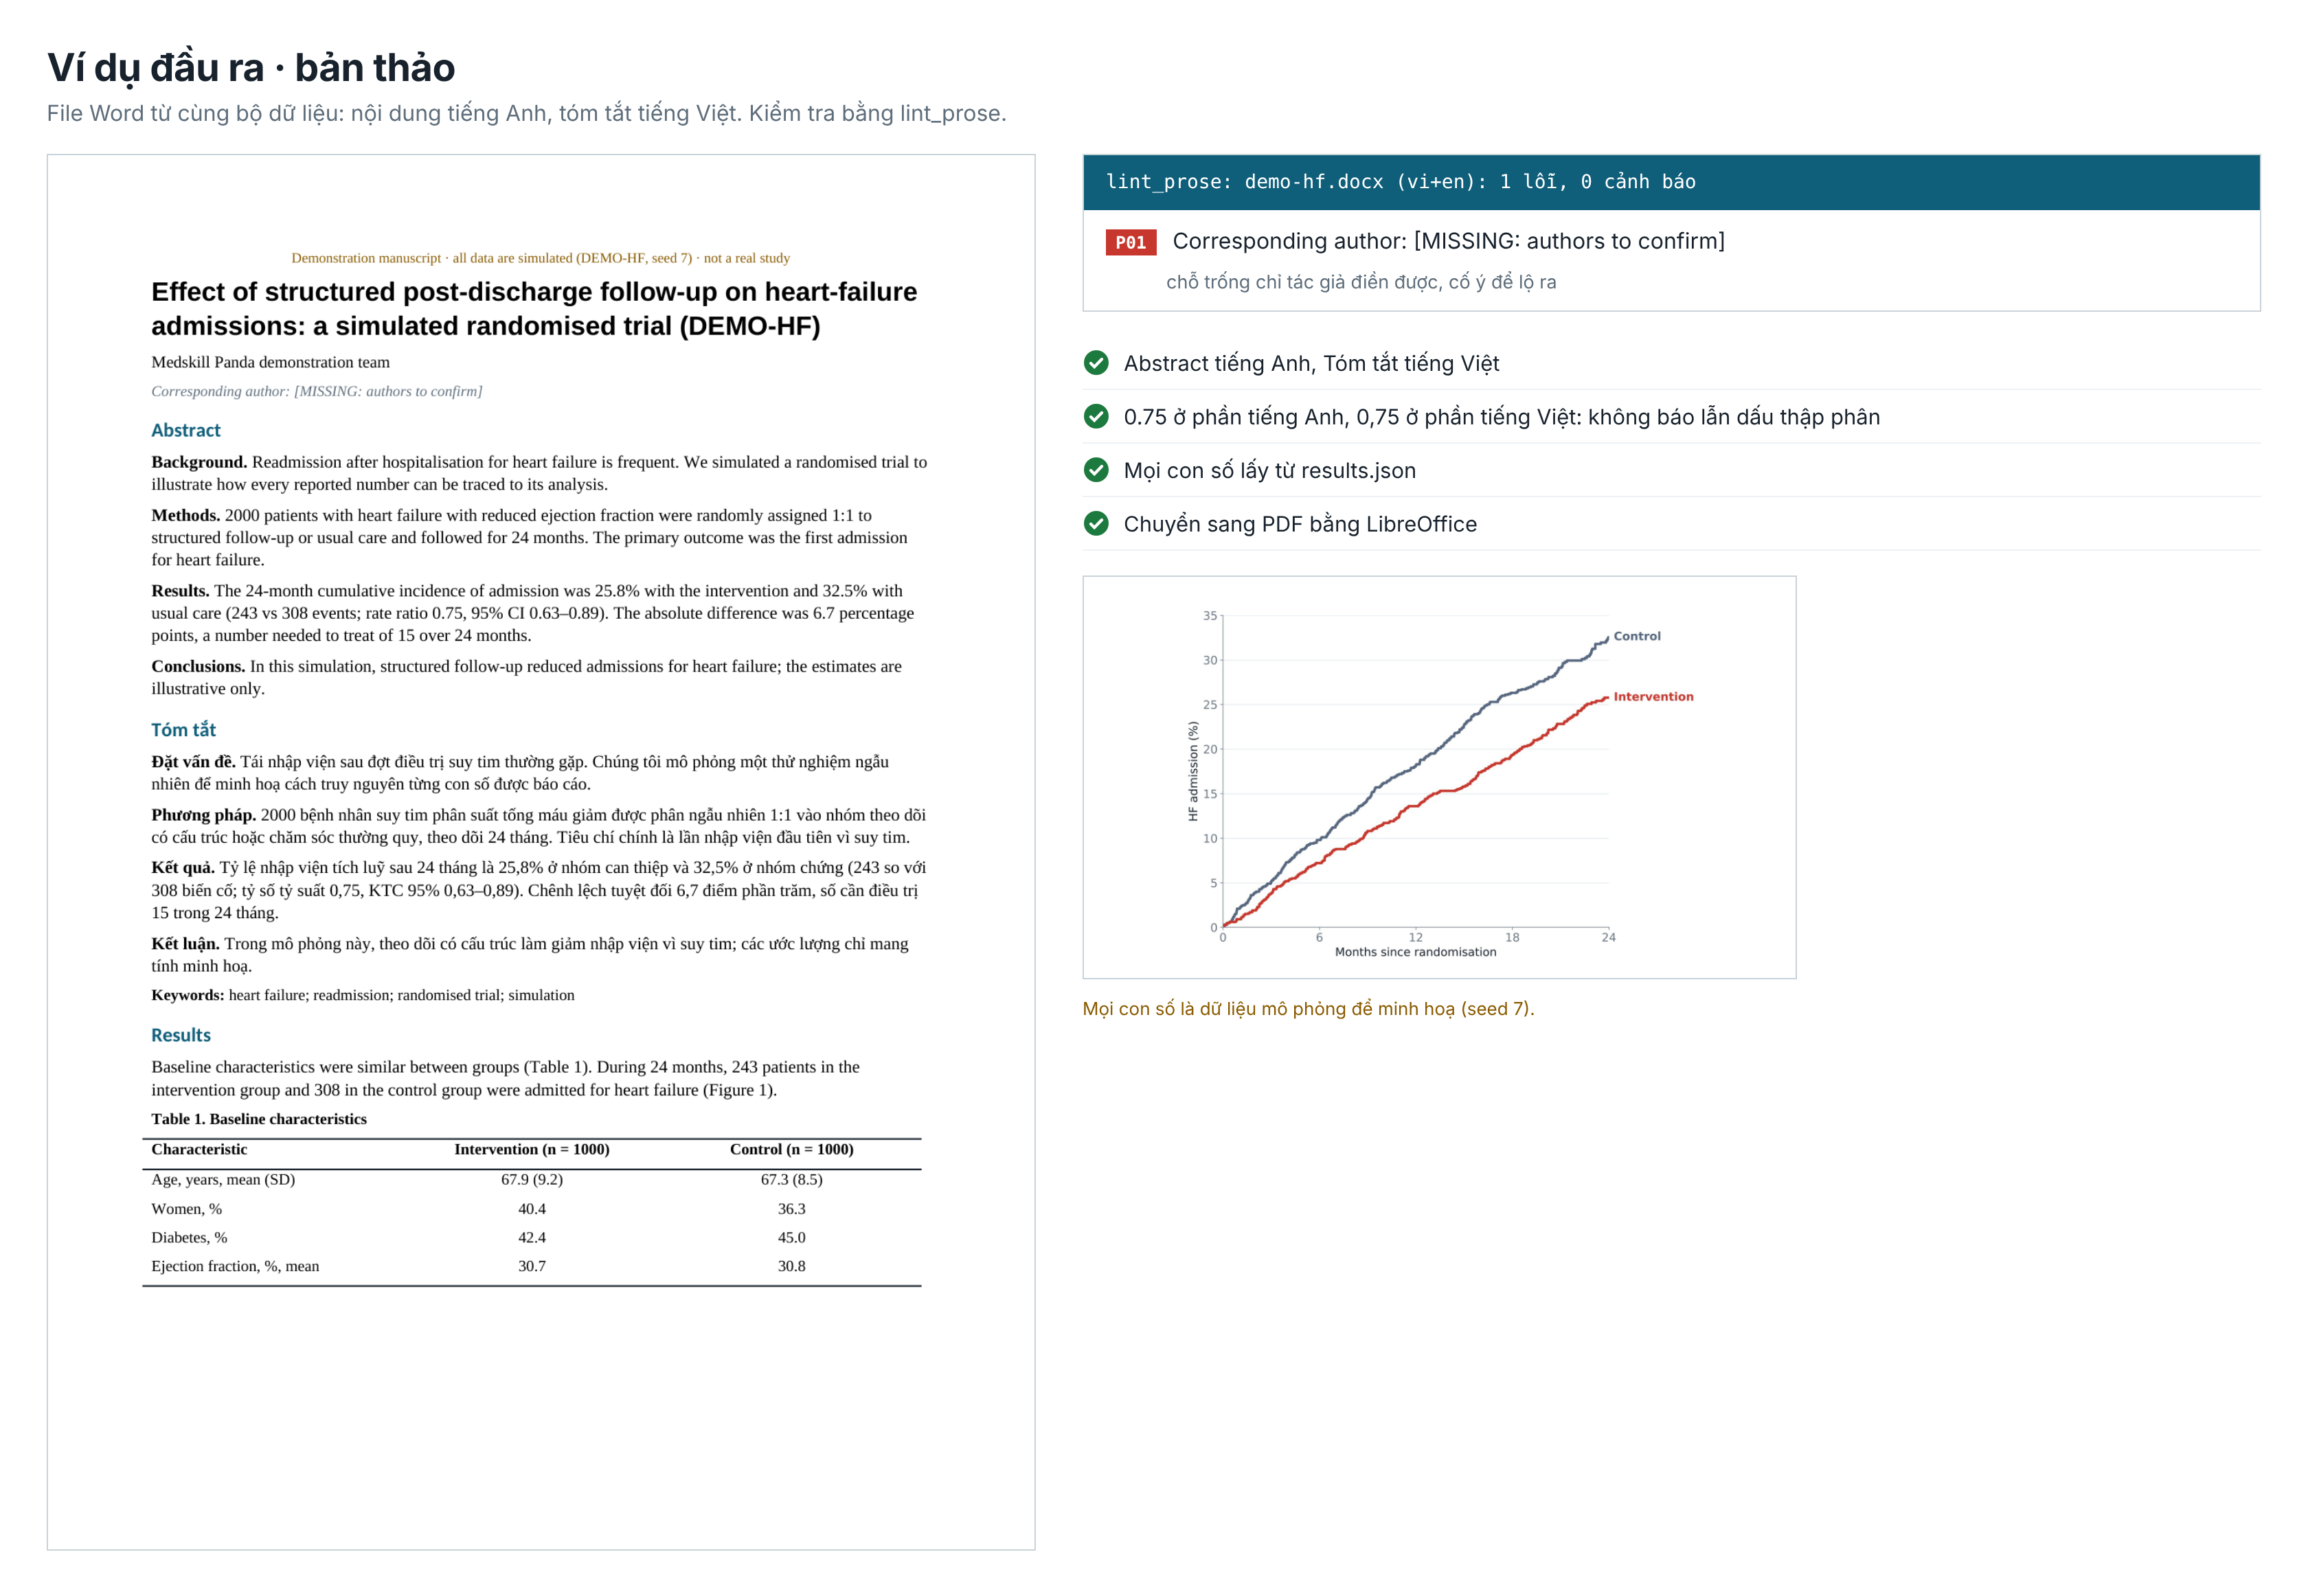 Ví dụ đầu ra · bản thảo
File Word từ cùng bộ dữ liệu: nội dung tiếng Anh, tóm tắt tiếng Việt. Kiểm tra bằng lint_prose.
Demonstration manuscript · all data are simulated (DEMO-HF, seed 7) · not a real study
Effect of structured post-discharge follow-up on heart-failure
admissions: a simulated randomised trial (DEMO-HF)
Medskill Panda demonstration team
Corresponding author: [MISSING: authors to confirm]
Abstract
Background. Readmission after hospitalisation for heart failure is frequent. We simulated a randomised trial to
illustrate how every reported number can be traced to its analysis.
Methods. 2000 patients with heart failure with reduced ejection fraction were randomly assigned 1:1 to
structured follow-up or usual care and followed for 24 months. The primary outcome was the first admission
for heart failure.
Results. The 24-month cumulative incidence of admission was 25.8% with the intervention and 32.5% with
usual care (243 vs 308 events; rate ratio 0.75, 95% CI 0.63–0.89). The absolute difference was 6.7 percentage
points, a number needed to treat of 15 over 24 months.
Conclusions. In this simulation, structured follow-up reduced admissions for heart failure; the estimates are
illustrative only.
Tóm tắt
Đặt vấn đề. Tái nhập viện sau đợt điều trị suy tim thường gặp. Chúng tôi mô phỏng một thử nghiệm ngẫu
nhiên để minh hoạ cách truy nguyên từng con số được báo cáo.
Phương pháp. 2000 bệnh nhân suy tim phân suất tống máu giảm được phân ngẫu nhiên 1:1 vào nhóm theo dõi
có cấu trúc hoặc chăm sóc thường quy, theo dõi 24 tháng. Tiêu chí chính là lần nhập viện đầu tiên vì suy tim.
Kết quả. Tỷ lệ nhập viện tích luỹ sau 24 tháng là 25,8% ở nhóm can thiệp và 32,5% ở nhóm chứng (243 so với
308 biến cố; tỷ số tỷ suất 0,75, KTC 95% 0,63–0,89). Chênh lệch tuyệt đối 6,7 điểm phần trăm, số cần điều trị
15 trong 24 tháng.
Kết luận. Trong mô phỏng này, theo dõi có cấu trúc làm giảm nhập viện vì suy tim; các ước lượng chỉ mang
tính minh hoạ.
Keywords: heart failure; readmission; randomised trial; simulation
Results
Baseline characteristics were similar between groups (Table 1). During 24 months, 243 patients in the
intervention group and 308 in the control group were admitted for heart failure (Figure 1).
Table 1. Baseline characteristics
Characteristic Intervention (n = 1000) Control (n = 1000)
Age, years, mean (SD) 67.9 (9.2) 67.3 (8.5)
Women, % 40.4 36.3
Diabetes, % 42.4 45.0
Ejection fraction, %, mean 30.7 30.8
lint_prose: demo-hf.docx (vi+en): 1 lỗi, 0 cảnh báo
P01 Corresponding author: [MISSING: authors to confirm]
chỗ trống chỉ tác giả điền được, cố ý để lộ ra
Abstract tiếng Anh, Tóm tắt tiếng Việt
0.75 ở phần tiếng Anh, 0,75 ở phần tiếng Việt: không báo lẫn dấu thập phân
Mọi con số lấy từ results.json
Chuyển sang PDF bằng LibreOffice
35
30
25
20
15
10
5
0
HF admission (%)
Control
Intervention
0 6 12 18 24
Months since randomisation
Mọi con số là dữ liệu mô phỏng để minh hoạ (seed 7).